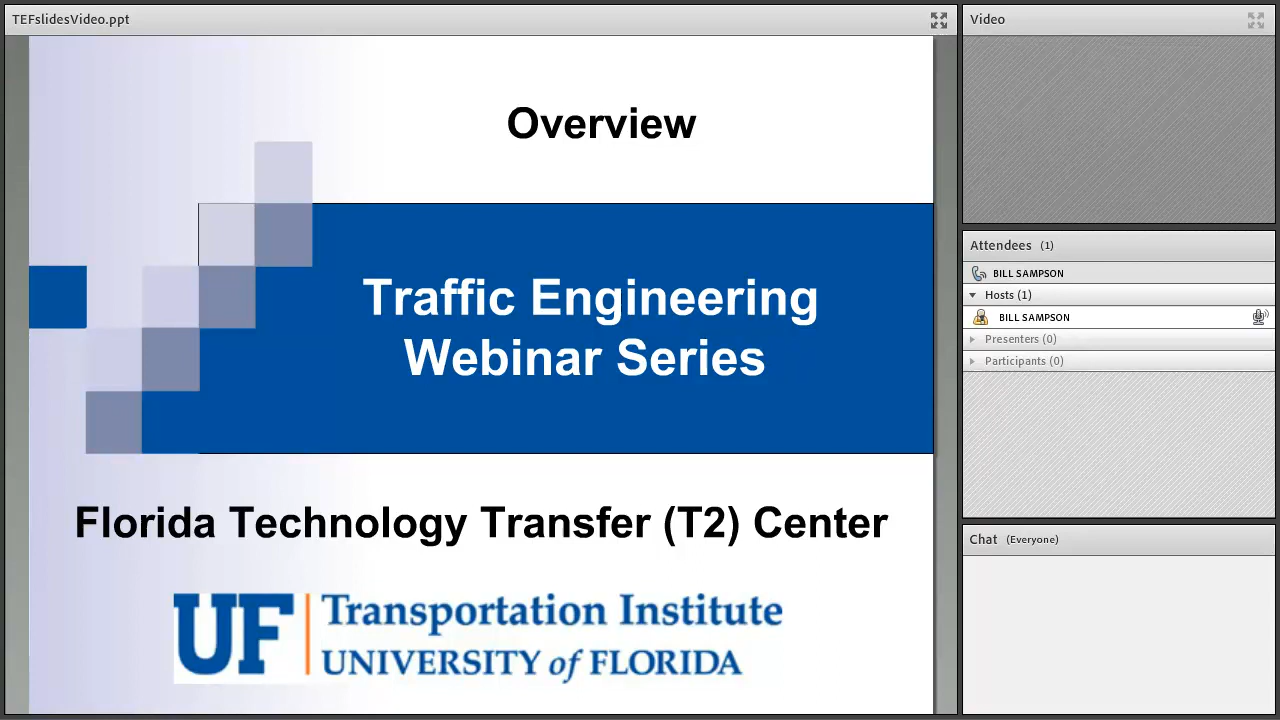 TEFslidesVideo.ppt
Overview
Traffic Engineering
Webinar Series
Florida Technology Transfer (T2) Center
UF Transportation Institute
UNIVERSITY of FLORIDA
Video
Attendees (1)
BILL SAMPSON
Hosts (1)
BILL SAMPSON
Presenters (0)
Participants (0)
Chat (Everyone)